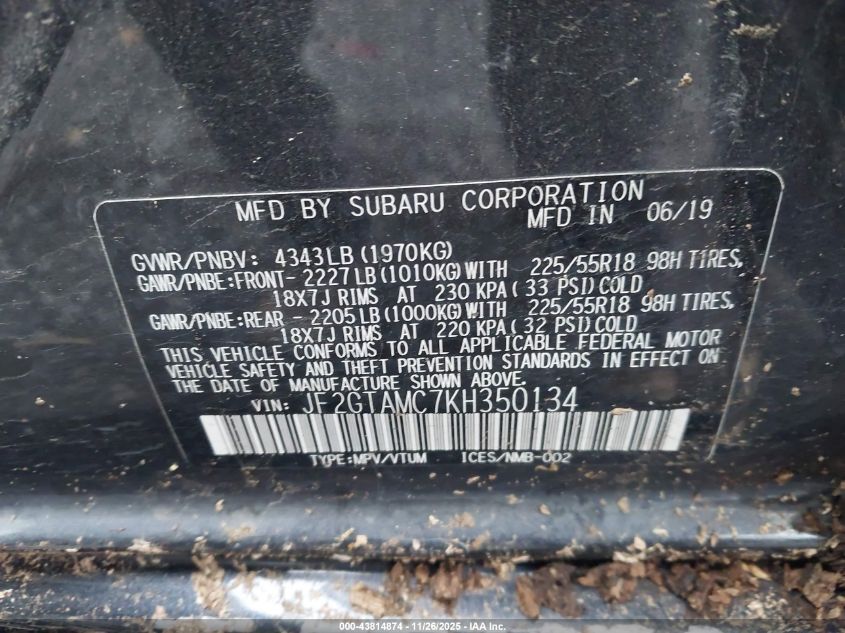 MFD BY SUBARU CORPORATION
MFD IN 06/19
GVWR/PNBV: 4343LB (1970KG)
GAWR/PNBE:FRONT-2227LB(1010KG)WITH 225/55R18 98H TIRES,
18X7J RIMS AT 230 KPA( 33 PSI)COLD
GAWR/PNBE:REAR -2205LB(1000KG)WITH 225/55R18 98H TIRES,
18X7J RIMS AT 220 KPA( 32 PSI)COLD
THIS VEHICLE CONFORMS TO ALL APPLICABLE FEDERAL MOTOR
VEHICLE SAFETY AND THEFT PREVENTION STANDARDS IN EFFECT ON
THE DATE OF MANUFACTURE SHOWN ABOVE.
VIN: JF2GTAMC7KH350134
TYPE:MPV/VTUM ICES/NMB-002
000-43814874 - 11/26/2025 - IAA Inc.